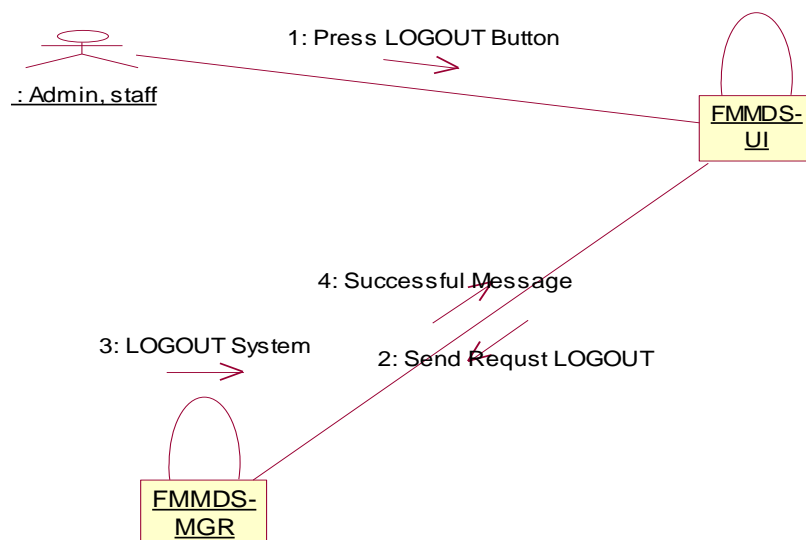 1: Press LOGOUT Button
: Admin, staff
FMMDS-
UI
4: Successful Message
3: LOGOUT System
2: Send Requst LOGOUT
FMMDS-
MGR